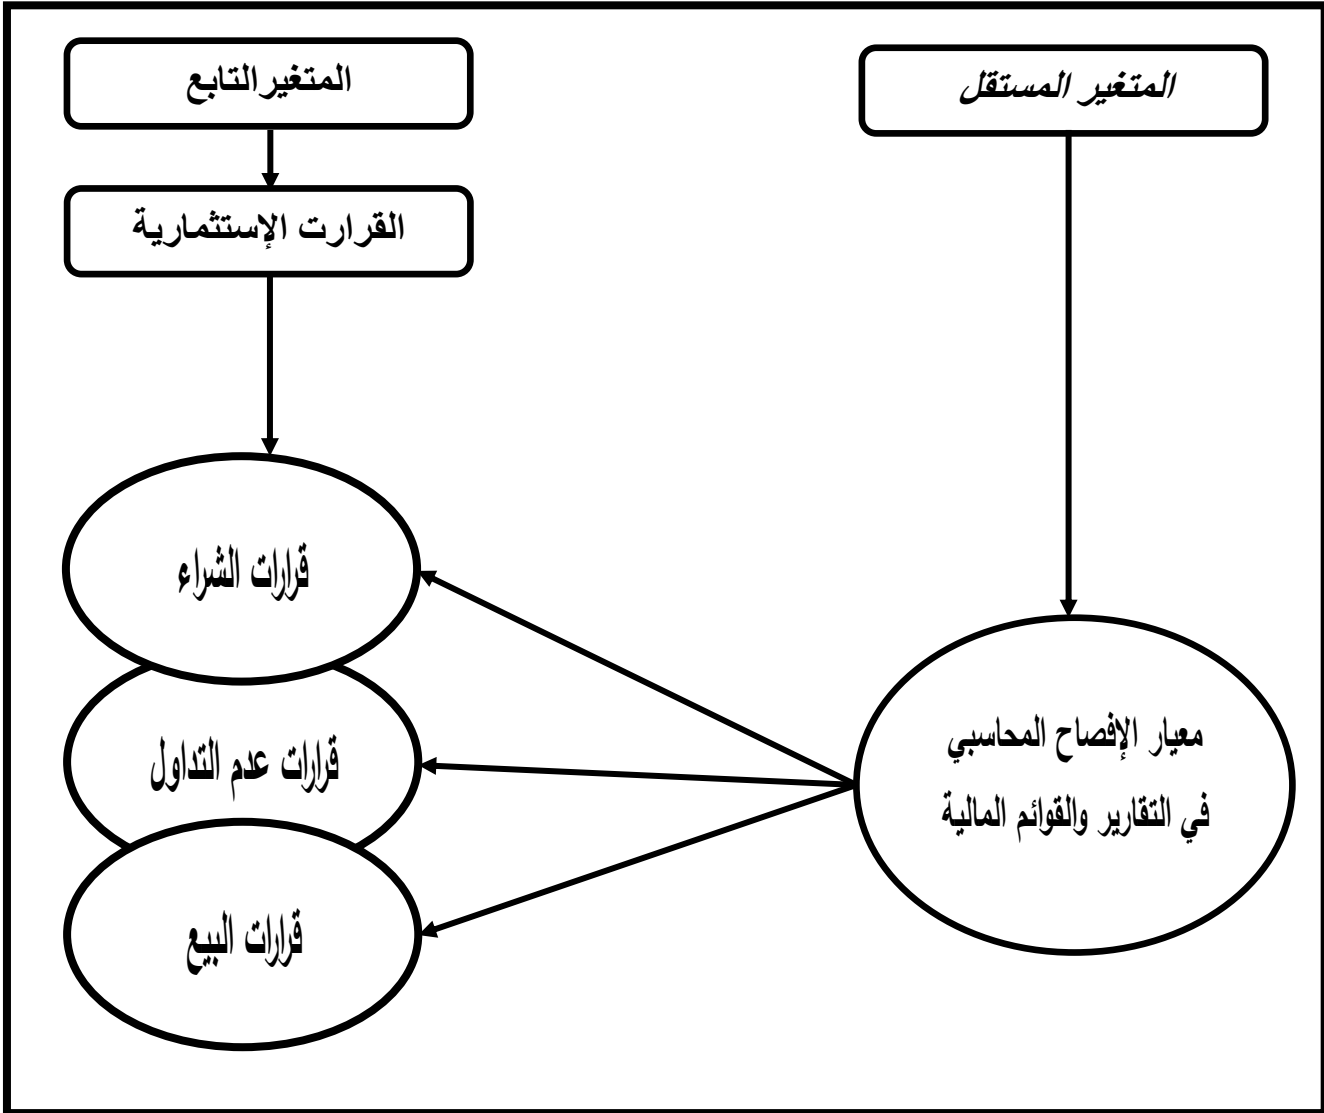 المتغير المستقل
المتغيرالتابع
القرارت الإستثمارية
قرارات الشراء
قرارات عدم التداول
قرارات البيع
معيار الإفصاح المحاسبي
في التقارير والقوائم المالية